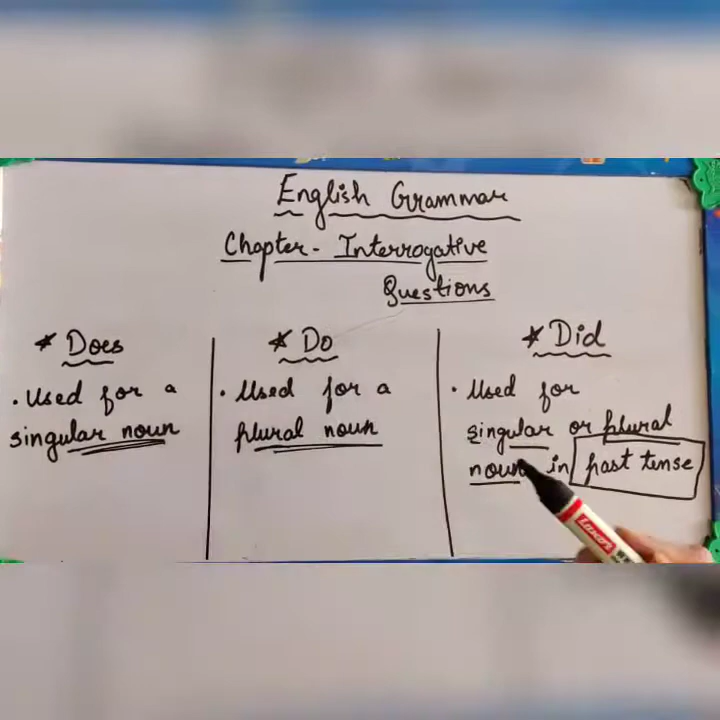 English Grammar
Chapter - Interrogative
Questions
* Does
• Used for a
singular noun
* Do
• Used for a
plural noun
* Did
• Used for
singular or plural
noun in past tense
Luxor